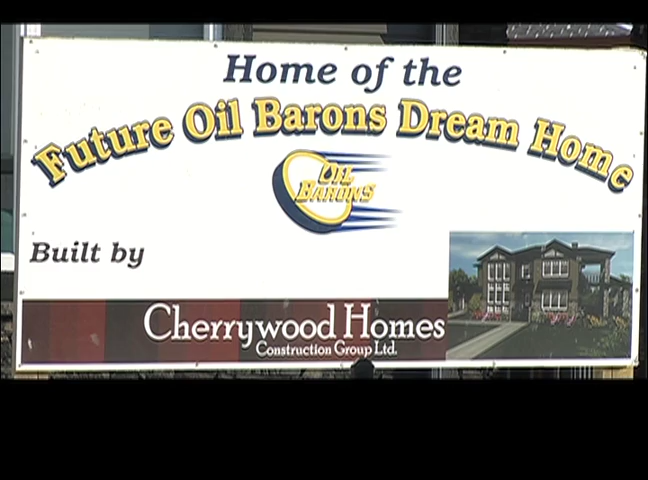 Home of the
Future Oil Barons Dream Home
OIL
BARONS
Built by
Cherrywood Homes
Construction Group Ltd.